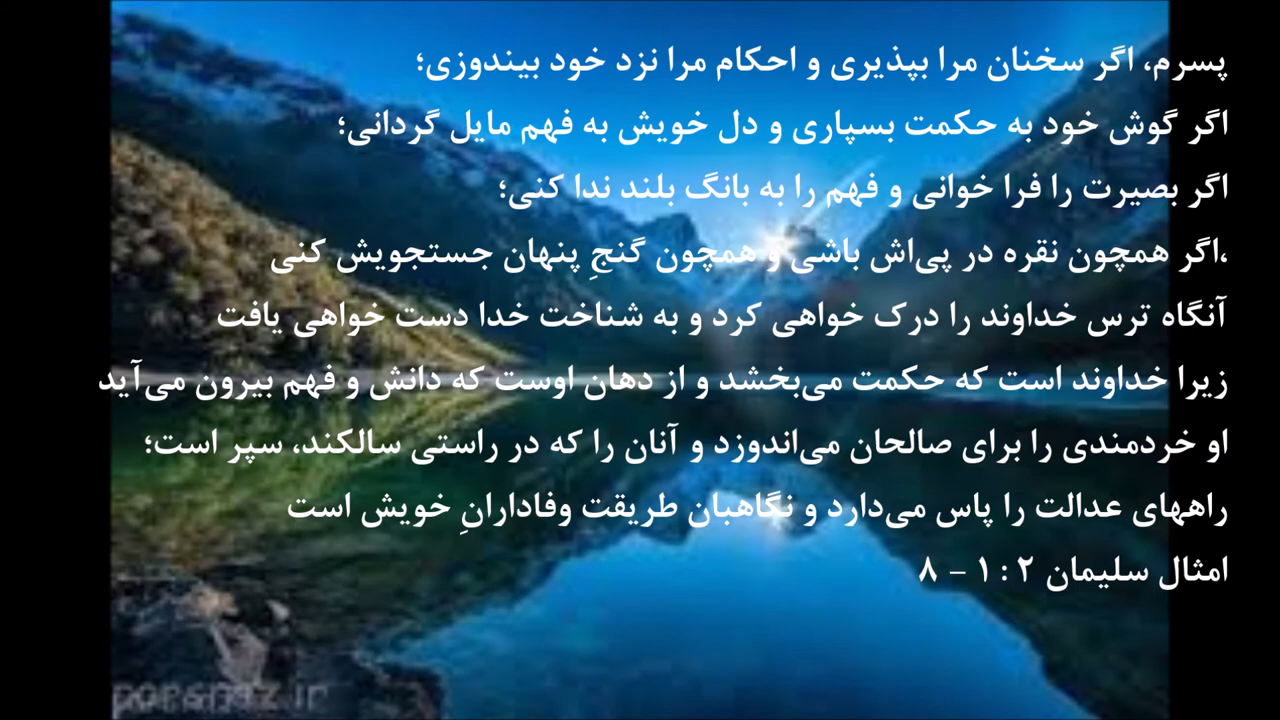 پسرم، اگر سخنان مرا بپذیری و احکام مرا نزد خود بیندوزی؛
اگر گوش خود به حکمت بسپاری و دل خویش به فهم مایل گردانی؛
اگر بصیرت را فرا خوانی و فهم را به بانگ بلند ندا کنی؛
،اگر همچون نقره در پی‌اش باشی و همچون گنجِ پنهان جستجویش کنی
آنگاه ترس خداوند را درک خواهی کرد و به شناخت خدا دست خواهی یافت
زیرا خداوند است که حکمت می‌بخشد و از دهان اوست که دانش و فهم بیرون می‌آید
او خردمندی را برای صالحان می‌اندوزد و آنان را که در راستی سالکند، سپر است؛
راههای عدالت را پاس می‌دارد و نگاهبان طریقت وفادارانِ خویش است
امثال سلیمان ۲ : ۱ – ۸